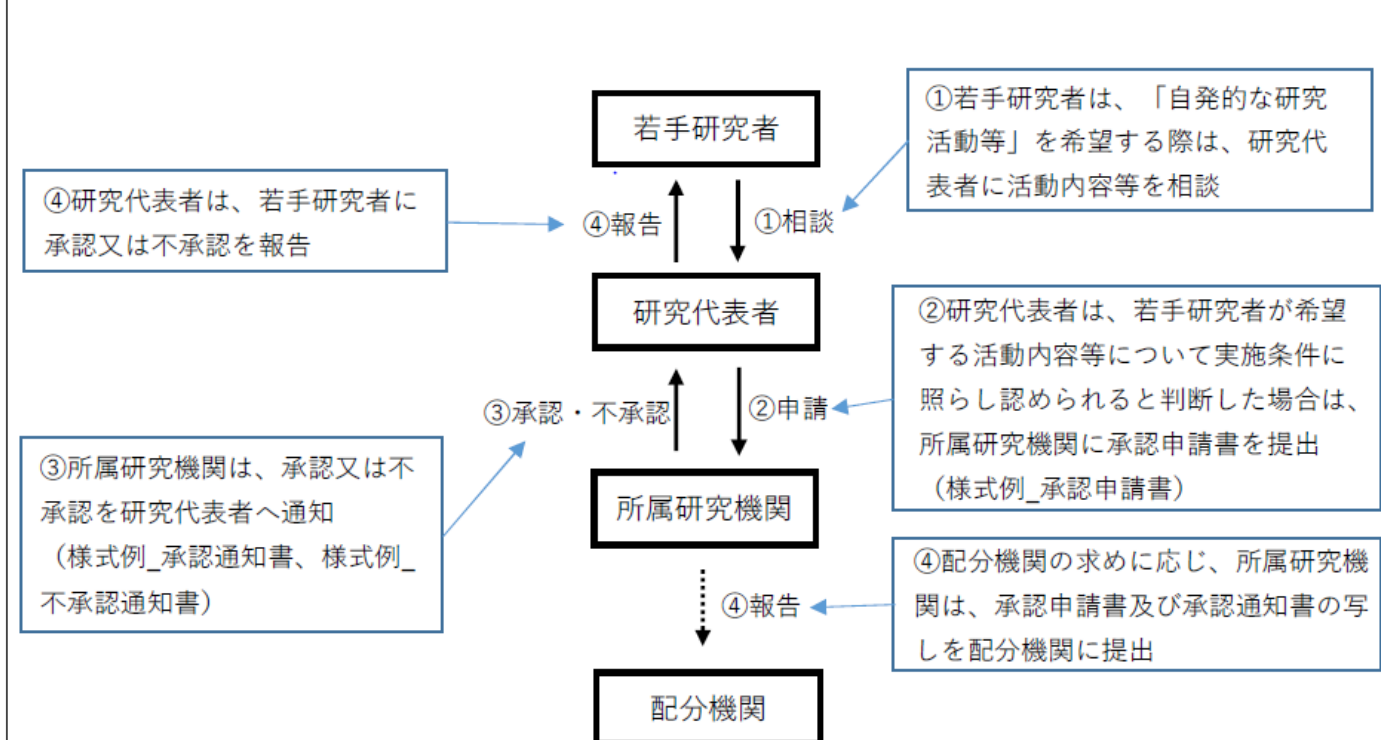 若手研究者
①若手研究者は、「自発的な研究
活動等」を希望する際は、研究代
表者に活動内容等を相談
④研究代表者は、若手研究者に
承認又は不承認を報告
④報告
①相談
研究代表者
②研究代表者は、若手研究者が希望
する活動内容等について実施条件に
照らし認められると判断した場合は、
所属研究機関に承認申請書を提出
（様式例_承認申請書）
③承認・不承認
②申請
③所属研究機関は、承認又は不
承認を研究代表者へ通知
（様式例_承認通知書、様式例_
不承認通知書）
所属研究機関
④配分機関の求めに応じ、所属研究機
関は、承認申請書及び承認通知書の写
しを配分機関に提出
④報告
配分機関